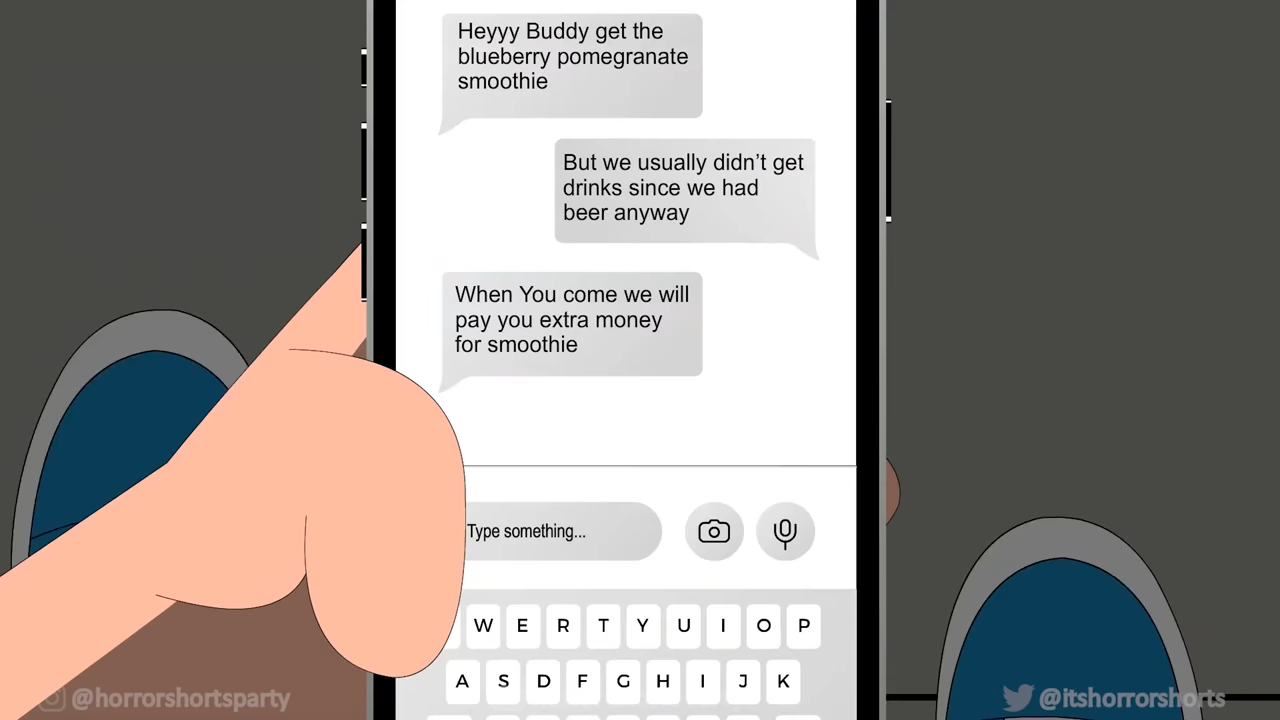 Heyyy Buddy get the
blueberry pomegranate
smoothie
But we usually didn’t get
drinks since we had
beer anyway
When You come we will
pay you extra money
for smoothie
Type something...
W E R T Y U I O P
A S D F G H I J K
@horrorshortsparty
@itshorrorshorts